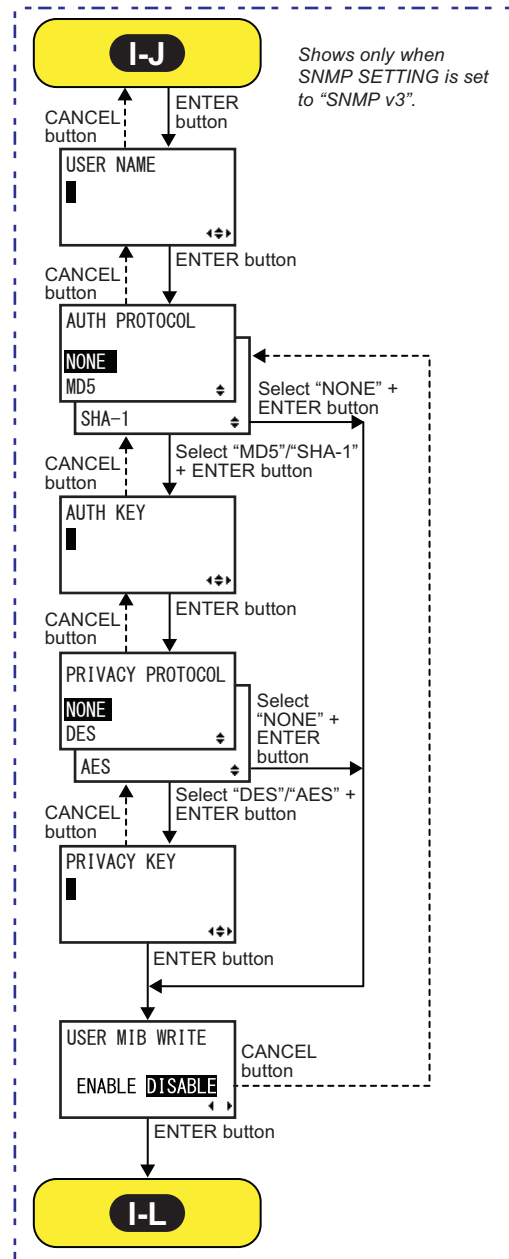 I-J
Shows only when
SNMP SETTING is set
to “SNMP v3”.
CANCEL
button
ENTER
button
USER NAME
CANCEL
button
ENTER button
AUTH PROTOCOL
NONE
MD5
SHA-1
Select “NONE” +
ENTER button
CANCEL
button
Select “MD5”/“SHA-1”
+ ENTER button
AUTH KEY
CANCEL
button
ENTER button
PRIVACY PROTOCOL
NONE
DES
AES
Select
“NONE” +
ENTER
button
CANCEL
button
Select “DES”/“AES” +
ENTER button
PRIVACY KEY
ENTER button
USER MIB WRITE
ENABLE DISABLE
CANCEL
button
ENTER button
I-L